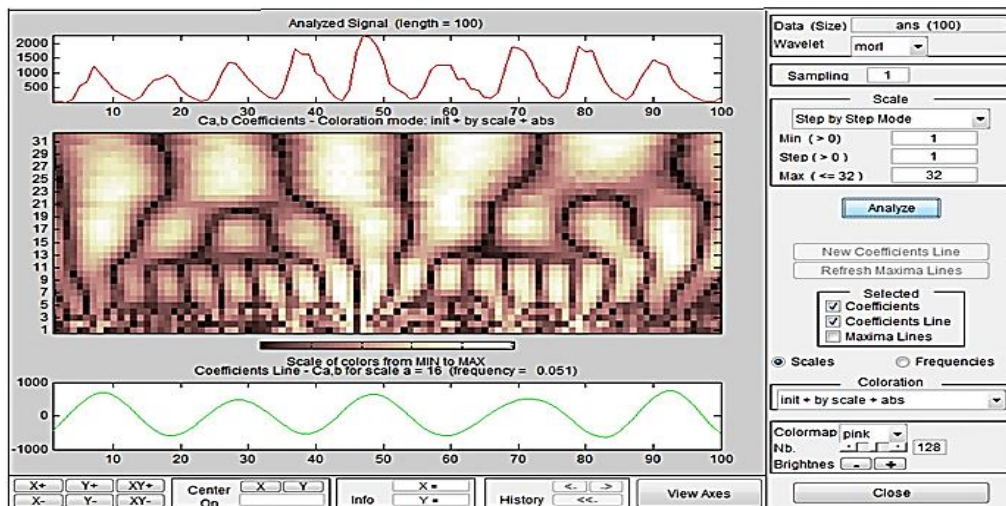 Analyzed Signal (length = 100)
2000
1500
1000
500
10 20 30 40 50 60 70 80 90 100
Ca,b Coefficients - Coloration mode: init + by scale + abs
31
29
27
25
23
21
19
17
15
13
11
9
7
5
3
1
Scale of colors from MIN to MAX
Coefficients Line - Ca,b for scale a = 16 (frequency = 0.051)
1000
0
-1000
10 20 30 40 50 60 70 80 90 100
X+ Y+ XY+
X- Y- XY-
Center
On
X Y
Info
X =
Y =
History
<- ->
<<-
View Axes
Data (Size) ans (100)
Wavelet morl
Sampling 1
Scale
Step by Step Mode
Min ( > 0) 1
Step ( > 0) 1
Max ( <= 32) 32
Analyze
New Coefficients Line
Refresh Maxima Lines
Selected
Coefficients
Coefficients Line
Maxima Lines
Scales Frequencies
Coloration
init + by scale + abs
Colormap pink
Nb. 128
Brightnes - +
Close